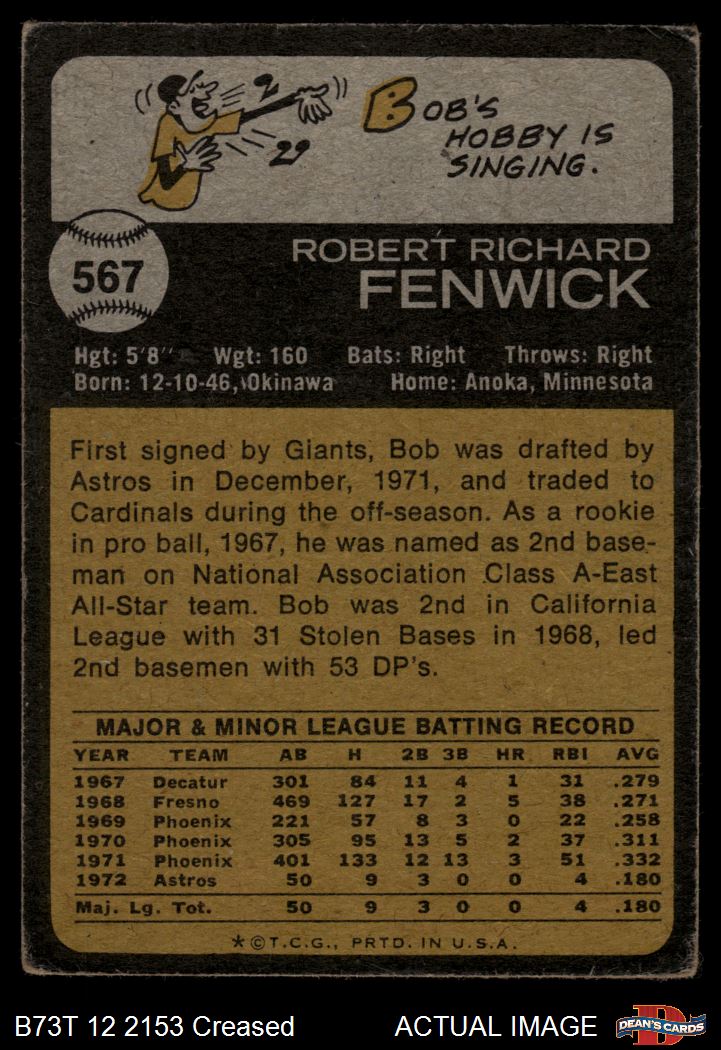 2
29
BOB'S
HOBBY IS
SINGING.
567
ROBERT RICHARD
FENWICK
Hgt: 5'8" Wgt: 160 Bats: Right Throws: Right
Born: 12-10-46, Okinawa Home: Anoka, Minnesota
First signed by Giants, Bob was drafted by
Astros in December, 1971, and traded to
Cardinals during the off-season. As a rookie
in pro ball, 1967, he was named as 2nd base-
man on National Association Class A-East
All-Star team. Bob was 2nd in California
League with 31 Stolen Bases in 1968, led
2nd basemen with 53 DP's.
MAJOR & MINOR LEAGUE BATTING RECORD
YEAR TEAM AB H 2B 3B HR RBI AVG
1967 Decatur 301 84 11 4 1 31 .279
1968 Fresno 469 127 17 2 5 38 .271
1969 Phoenix 221 57 8 3 0 22 .258
1970 Phoenix 305 95 13 5 2 37 .311
1971 Phoenix 401 133 12 13 3 51 .332
1972 Astros 50 9 3 0 0 4 .180
Maj. Lg. Tot. 50 9 3 0 0 4 .180
*©T.C.G., PRTD. IN U.S.A.
B73T 12 2153 Creased ACTUAL IMAGE
DEAN'S CARDS